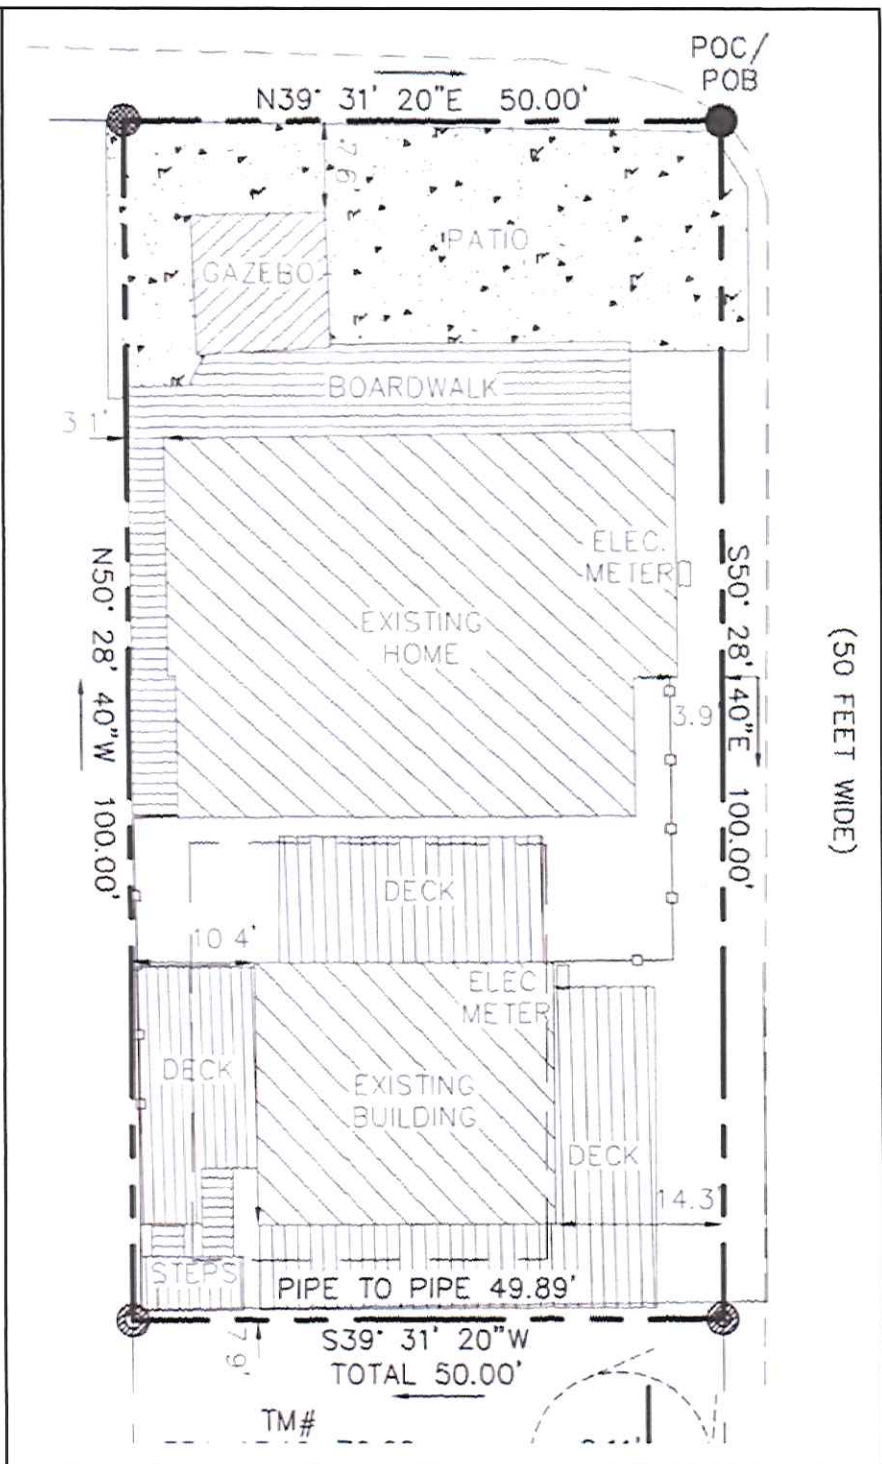 POC/
POB
N39° 31' 20"E 50.00'
7 6'
PATIO
GAZEBO
BOARDWALK
3 1'
ELEC.
METER
EXISTING
HOME
N50° 28' 40"W 100.00'
S50° 28' 40"E 100.00'
(50 FEET WIDE)
3.9'
DECK
10 4'
ELEC
METER
DECK
EXISTING
BUILDING
DECK
14.3'
STEPS
PIPE TO PIPE 49.89'
7.9'
S39° 31' 20"W
TOTAL 50.00'
TM#